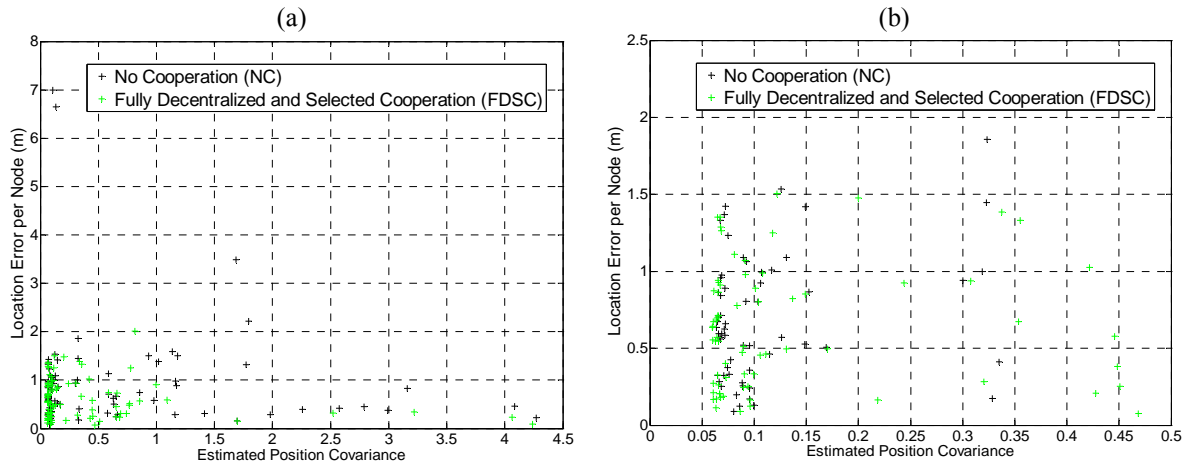 (a)
8
7
6
5
4
3
2
1
0
Location Error per Node (m)
No Cooperation (NC)
Fully Decentralized and Selected Cooperation (FDSC)
0 0.5 1 1.5 2 2.5 3 3.5 4 4.5
Estimated Position Covariance
(b)
2.5
2
1.5
1
0.5
0
Location Error per Node (m)
No Cooperation (NC)
Fully Decentralized and Selected Cooperation (FDSC)
0 0.05 0.1 0.15 0.2 0.25 0.3 0.35 0.4 0.45 0.5
Estimated Position Covariance